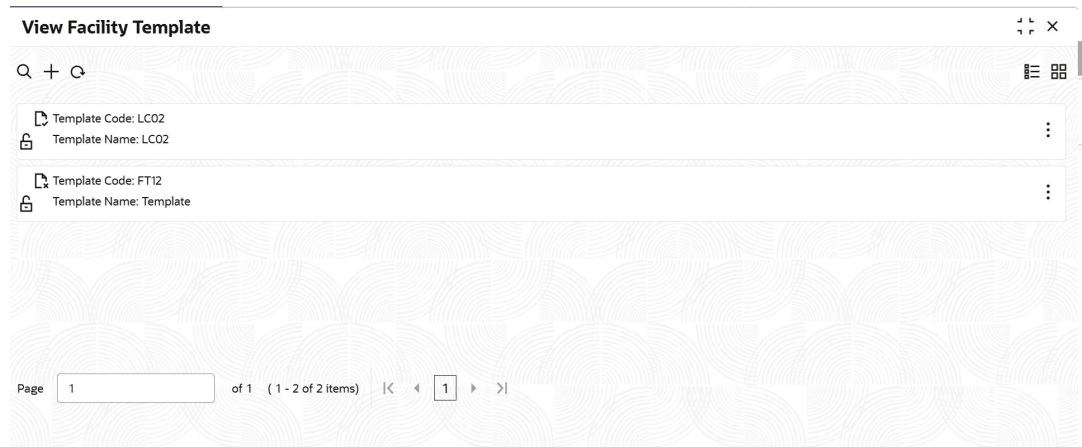 View Facility Template
Template Code: LC02
Template Name: LC02
Template Code: FT12
Template Name: Template
Page 1 of 1 ( 1 - 2 of 2 items) 1